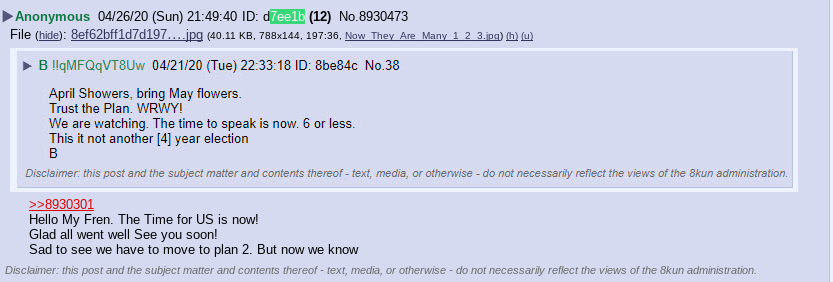 Anonymous 04/26/20 (Sun) 21:49:40 ID: d7ee1b (12) No.8930473
File (hide): 8ef62bff1d7d197….jpg (40.11 KB, 788x144, 197:36, Now_They_Are_Many_1_2_3.jpg) (h) (u)
B !!qMFQqVT8Uw 04/21/20 (Tue) 22:33:18 ID: 8be84c No.38
April Showers, bring May flowers.
Trust the Plan. WRWY!
We are watching. The time to speak is now. 6 or less.
This it not another [4] year election
B
Disclaimer: this post and the subject matter and contents thereof - text, media, or otherwise - do not necessarily reflect the views of the 8kun administration.
>>8930301
Hello My Fren. The Time for US is now!
Glad all went well See you soon!
Sad to see we have to move to plan 2. But now we know
Disclaimer: this post and the subject matter and contents thereof - text, media, or otherwise - do not necessarily reflect the views of the 8kun administration.